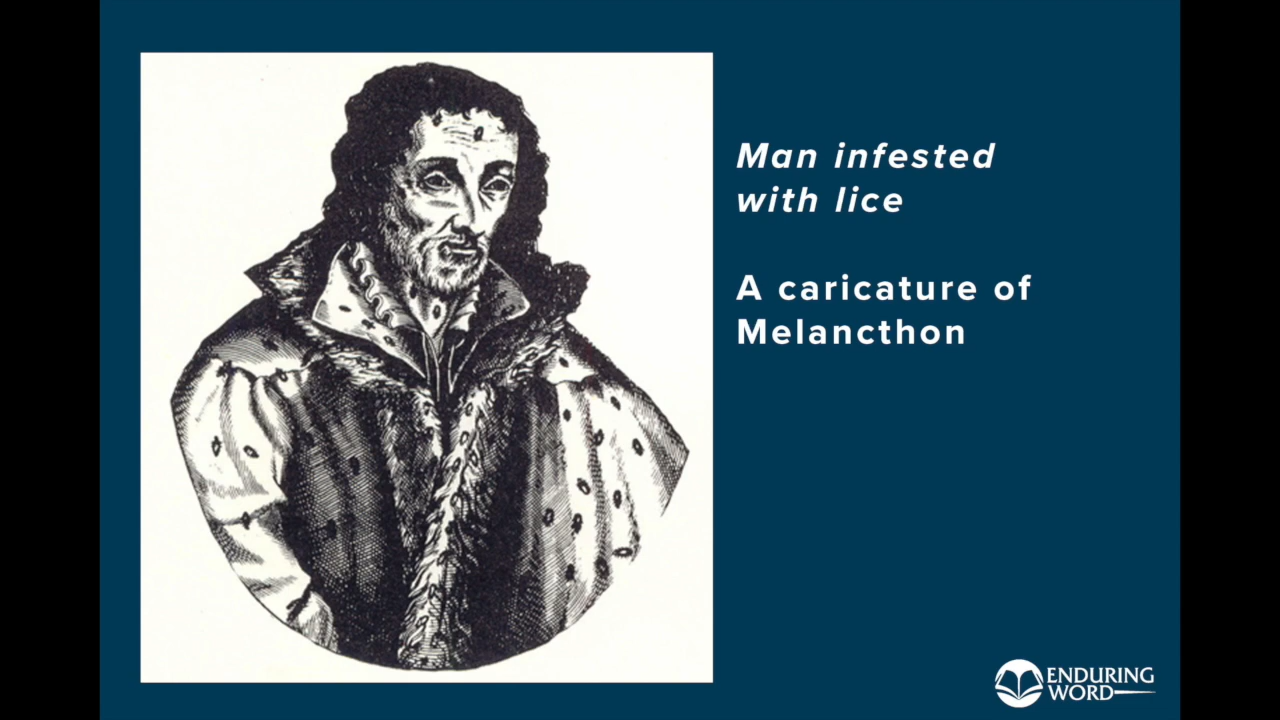 Man infested
with lice
A caricature of
Melancthon
ENDURING
WORD